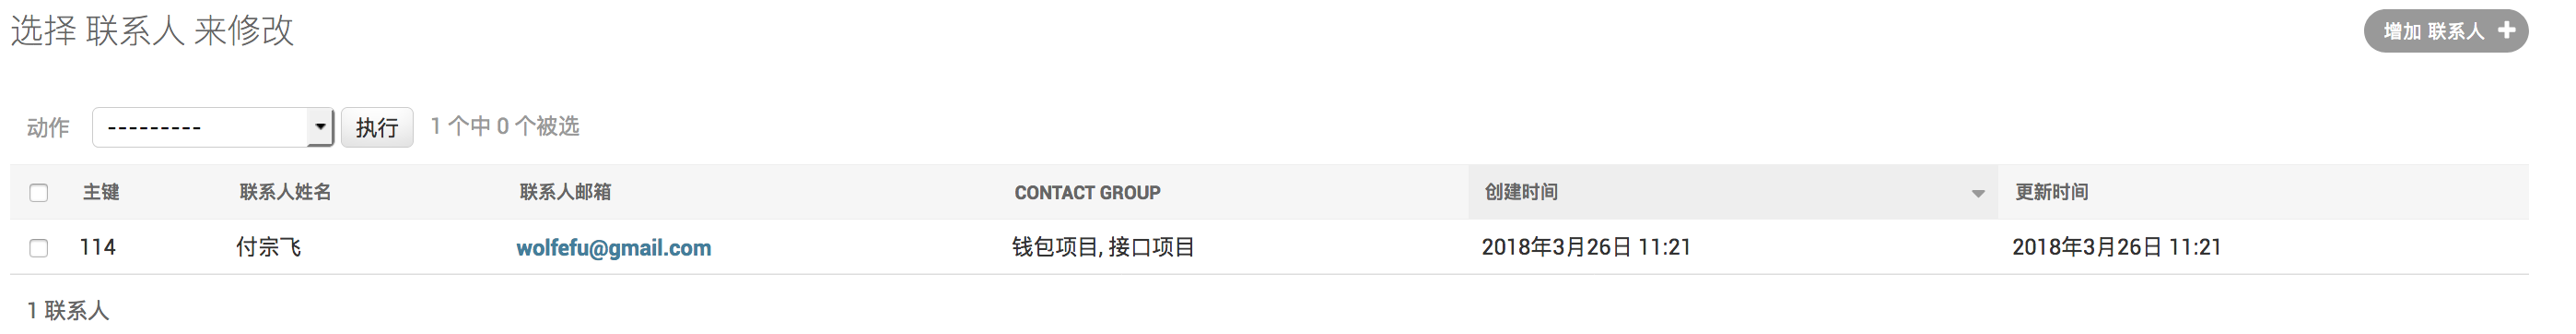 选择 联系人 来修改
增加 联系人 +
动作 --------- 执行 1 个中 0 个被选
主键 联系人姓名 联系人邮箱 CONTACT GROUP 创建时间 更新时间
114 付宗飞 wolfefu@gmail.com 钱包项目, 接口项目 2018年3月26日 11:21 2018年3月26日 11:21
1 联系人